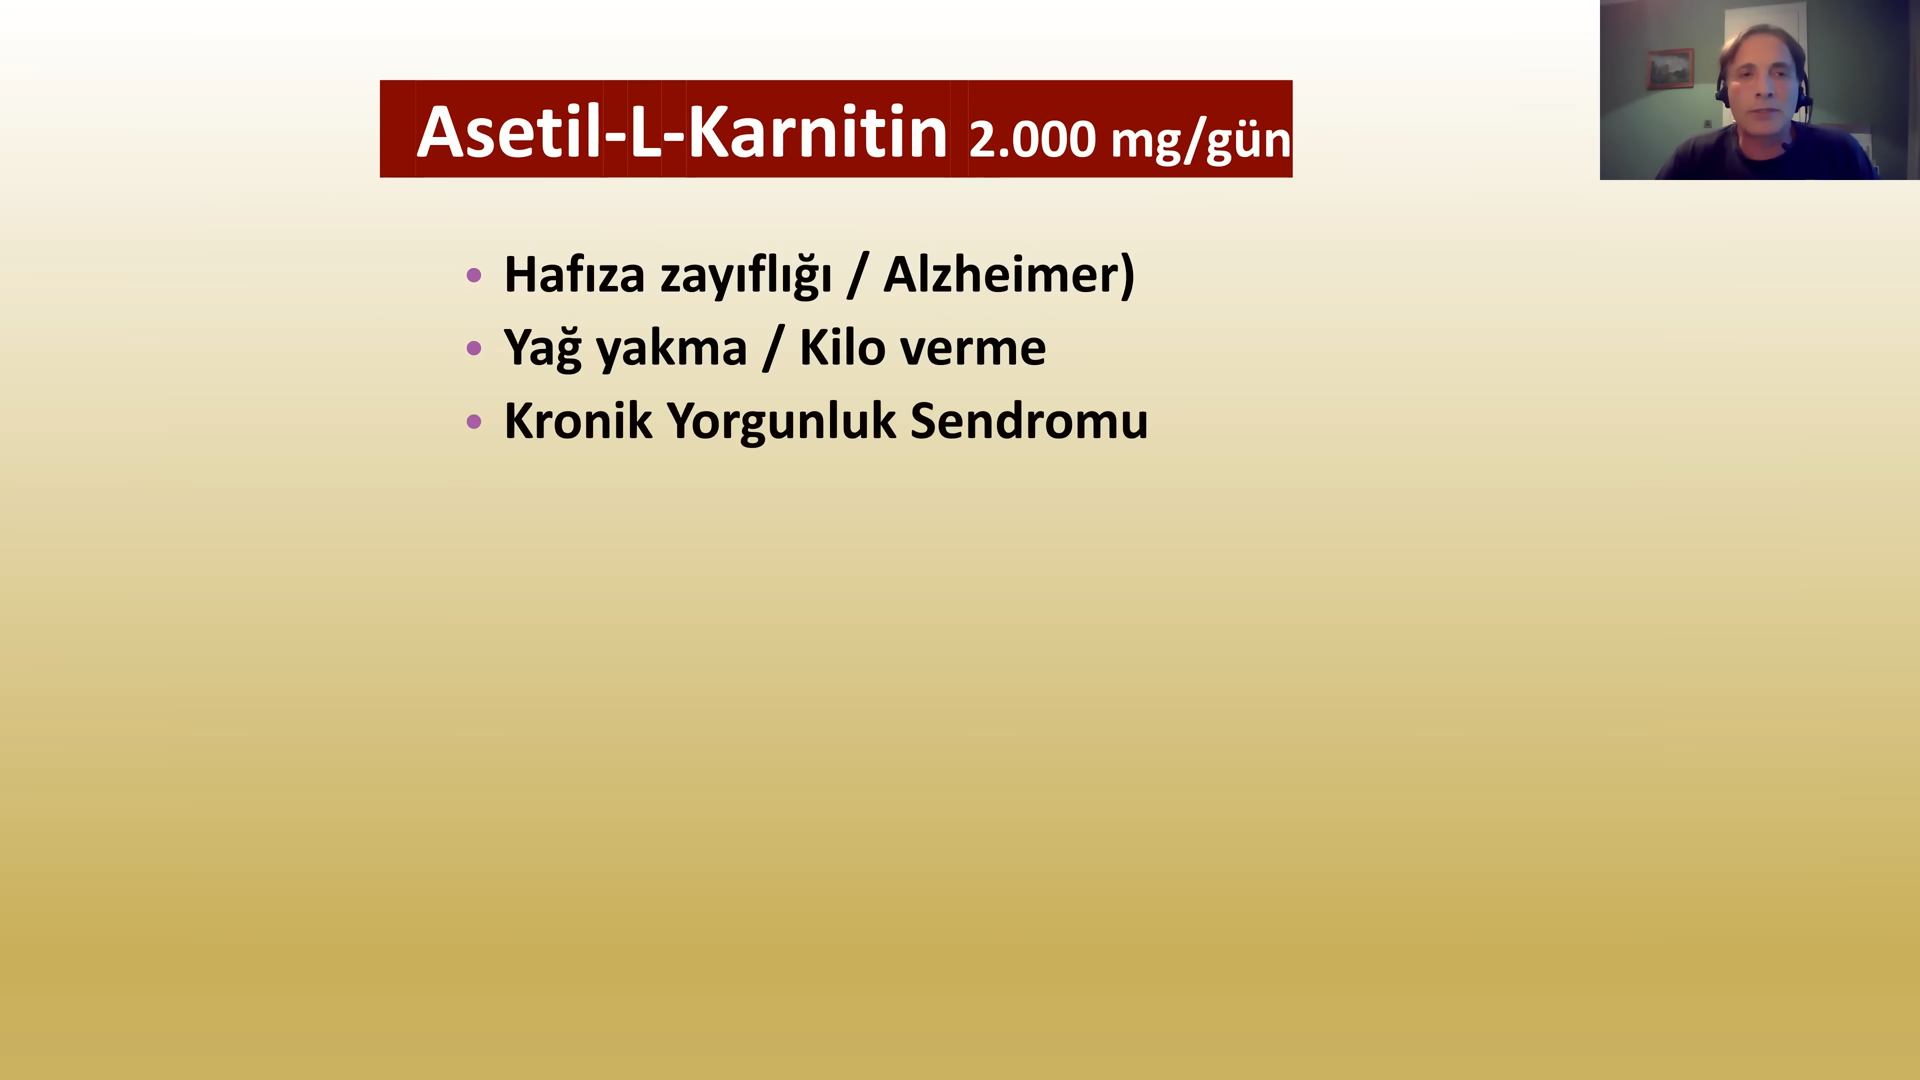 Asetil-L-Karnitin 2.000 mg/gün
• Hafıza zayıflığı / Alzheimer)
• Yağ yakma / Kilo verme
• Kronik Yorgunluk Sendromu